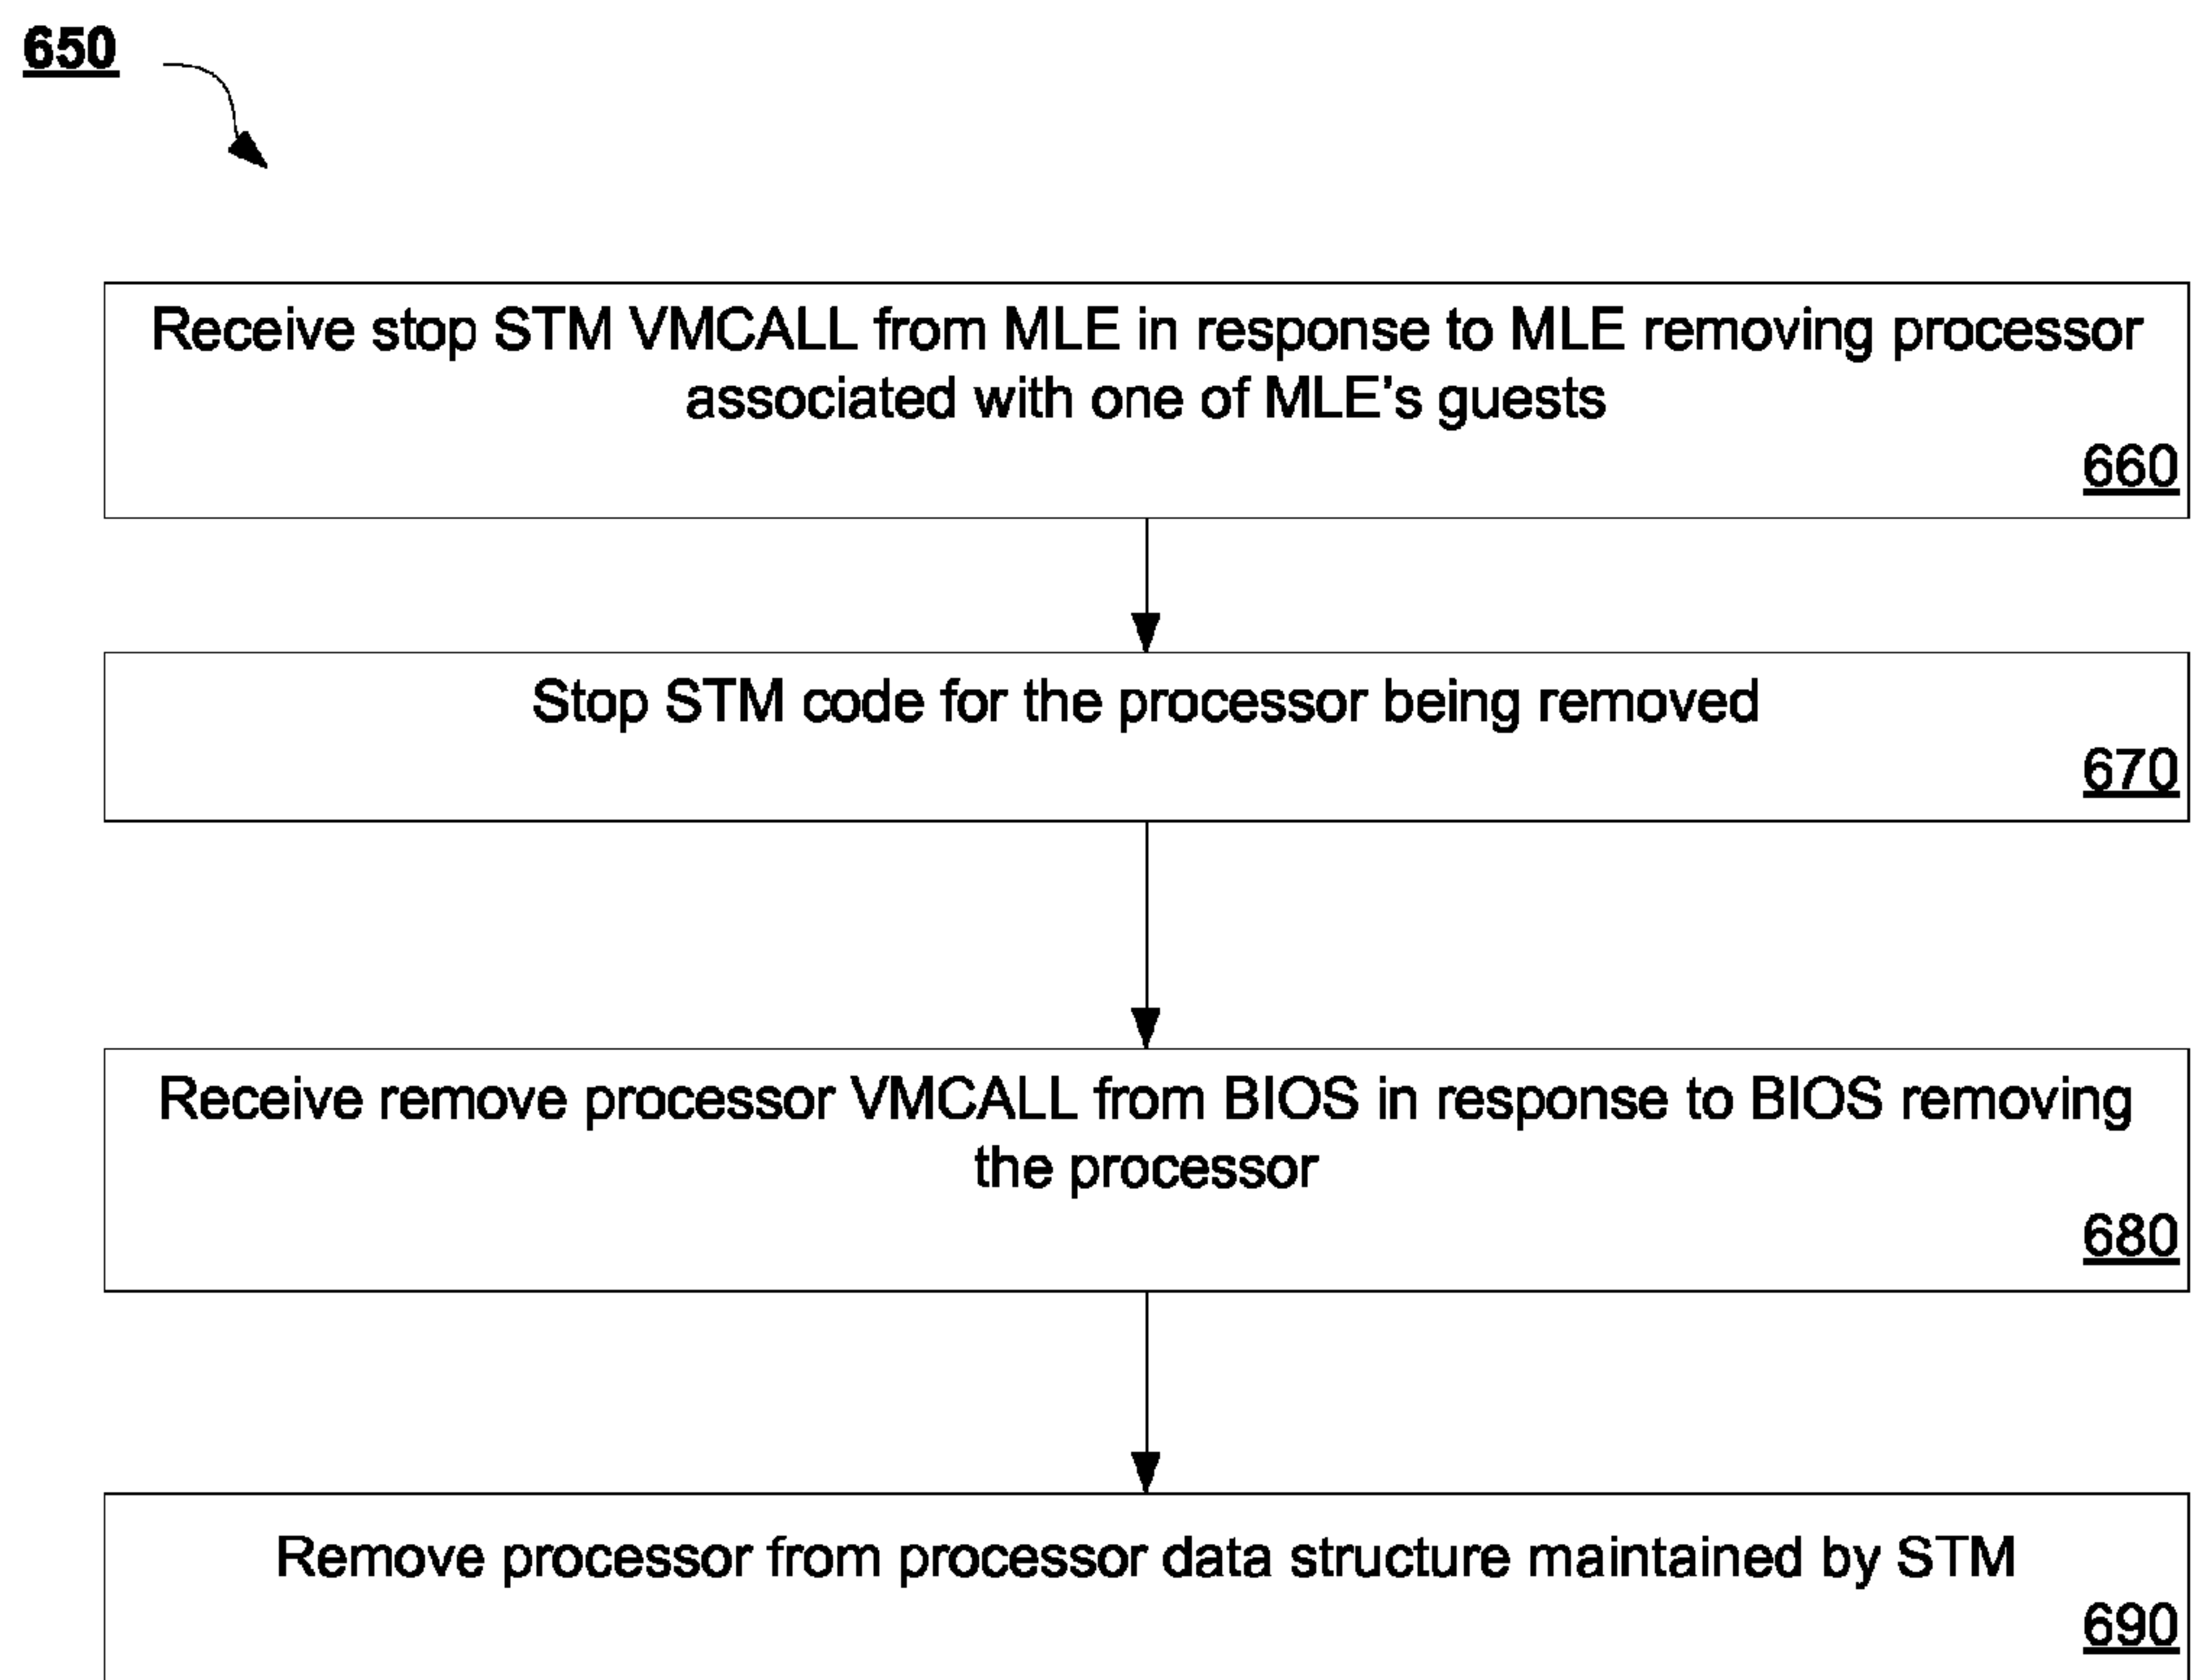 650
Receive stop STM VMCALL from MLE in response to MLE removing processor
associated with one of MLE’s guests
660
Stop STM code for the processor being removed
670
Receive remove processor VMCALL from BIOS in response to BIOS removing
the processor
680
Remove processor from processor data structure maintained by STM
690